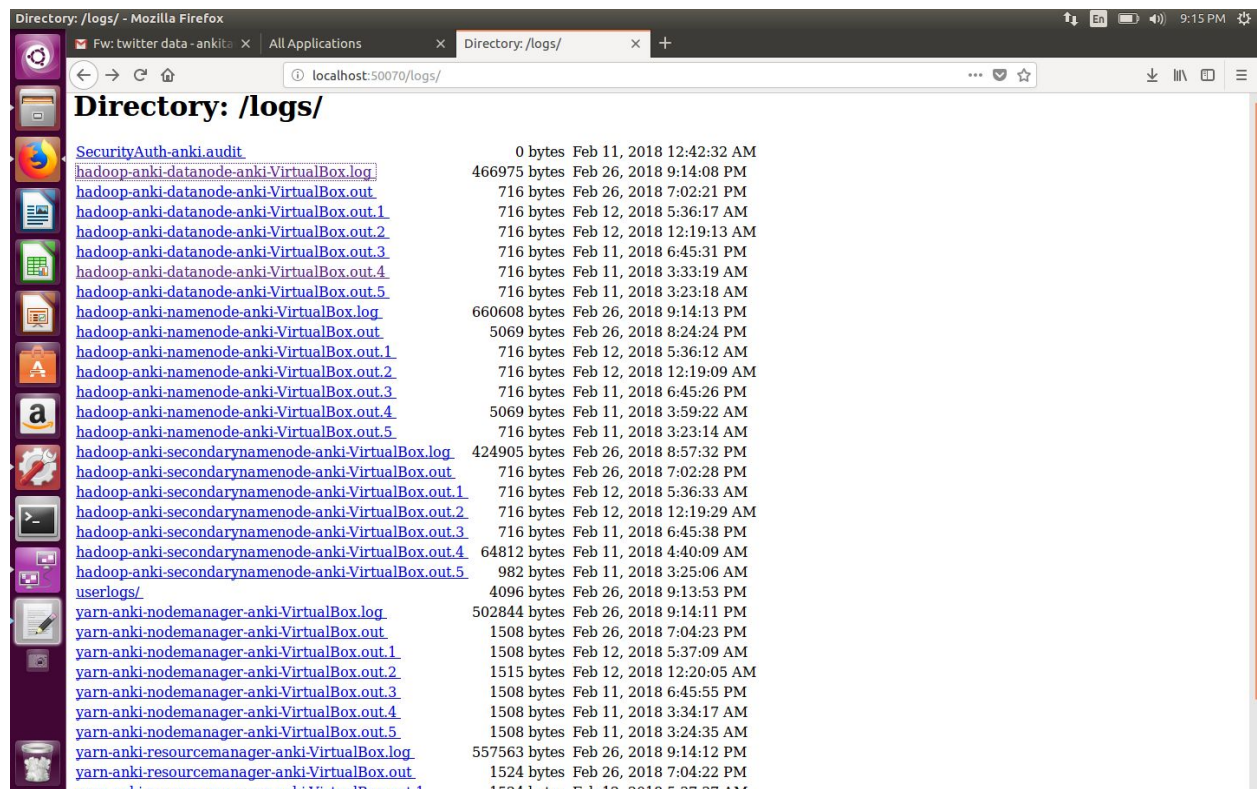 Directory: /logs/ - Mozilla Firefox
En 9:15 PM
Fw: twitter data - ankita × All Applications × Directory: /logs/ × +
localhost:50070/logs/
Directory: /logs/
SecurityAuth-anki.audit 0 bytes Feb 11, 2018 12:42:32 AM
hadoop-anki-datanode-anki-VirtualBox.log 466975 bytes Feb 26, 2018 9:14:08 PM
hadoop-anki-datanode-anki-VirtualBox.out 716 bytes Feb 26, 2018 7:02:21 PM
hadoop-anki-datanode-anki-VirtualBox.out.1 716 bytes Feb 12, 2018 5:36:17 AM
hadoop-anki-datanode-anki-VirtualBox.out.2 716 bytes Feb 12, 2018 12:19:13 AM
hadoop-anki-datanode-anki-VirtualBox.out.3 716 bytes Feb 11, 2018 6:45:31 PM
hadoop-anki-datanode-anki-VirtualBox.out.4 716 bytes Feb 11, 2018 3:33:19 AM
hadoop-anki-datanode-anki-VirtualBox.out.5 716 bytes Feb 11, 2018 3:23:18 AM
hadoop-anki-namenode-anki-VirtualBox.log 660608 bytes Feb 26, 2018 9:14:13 PM
hadoop-anki-namenode-anki-VirtualBox.out 5069 bytes Feb 26, 2018 8:24:24 PM
hadoop-anki-namenode-anki-VirtualBox.out.1 716 bytes Feb 12, 2018 5:36:12 AM
hadoop-anki-namenode-anki-VirtualBox.out.2 716 bytes Feb 12, 2018 12:19:09 AM
hadoop-anki-namenode-anki-VirtualBox.out.3 716 bytes Feb 11, 2018 6:45:26 PM
hadoop-anki-namenode-anki-VirtualBox.out.4 5069 bytes Feb 11, 2018 3:59:22 AM
hadoop-anki-namenode-anki-VirtualBox.out.5 716 bytes Feb 11, 2018 3:23:14 AM
hadoop-anki-secondarynamenode-anki-VirtualBox.log 424905 bytes Feb 26, 2018 8:57:32 PM
hadoop-anki-secondarynamenode-anki-VirtualBox.out 716 bytes Feb 26, 2018 7:02:28 PM
hadoop-anki-secondarynamenode-anki-VirtualBox.out.1 716 bytes Feb 12, 2018 5:36:33 AM
hadoop-anki-secondarynamenode-anki-VirtualBox.out.2 716 bytes Feb 12, 2018 12:19:29 AM
hadoop-anki-secondarynamenode-anki-VirtualBox.out.3 716 bytes Feb 11, 2018 6:45:38 PM
hadoop-anki-secondarynamenode-anki-VirtualBox.out.4 64812 bytes Feb 11, 2018 4:40:09 AM
hadoop-anki-secondarynamenode-anki-VirtualBox.out.5 982 bytes Feb 11, 2018 3:25:06 AM
userlogs/ 4096 bytes Feb 26, 2018 9:13:53 PM
yarn-anki-nodemanager-anki-VirtualBox.log 502844 bytes Feb 26, 2018 9:14:11 PM
yarn-anki-nodemanager-anki-VirtualBox.out 1508 bytes Feb 26, 2018 7:04:23 PM
yarn-anki-nodemanager-anki-VirtualBox.out.1 1508 bytes Feb 12, 2018 5:37:09 AM
yarn-anki-nodemanager-anki-VirtualBox.out.2 1515 bytes Feb 12, 2018 12:20:05 AM
yarn-anki-nodemanager-anki-VirtualBox.out.3 1508 bytes Feb 11, 2018 6:45:55 PM
yarn-anki-nodemanager-anki-VirtualBox.out.4 1508 bytes Feb 11, 2018 3:34:17 AM
yarn-anki-nodemanager-anki-VirtualBox.out.5 1508 bytes Feb 11, 2018 3:24:35 AM
yarn-anki-resourcemanager-anki-VirtualBox.log 557563 bytes Feb 26, 2018 9:14:12 PM
yarn-anki-resourcemanager-anki-VirtualBox.out 1524 bytes Feb 26, 2018 7:04:22 PM